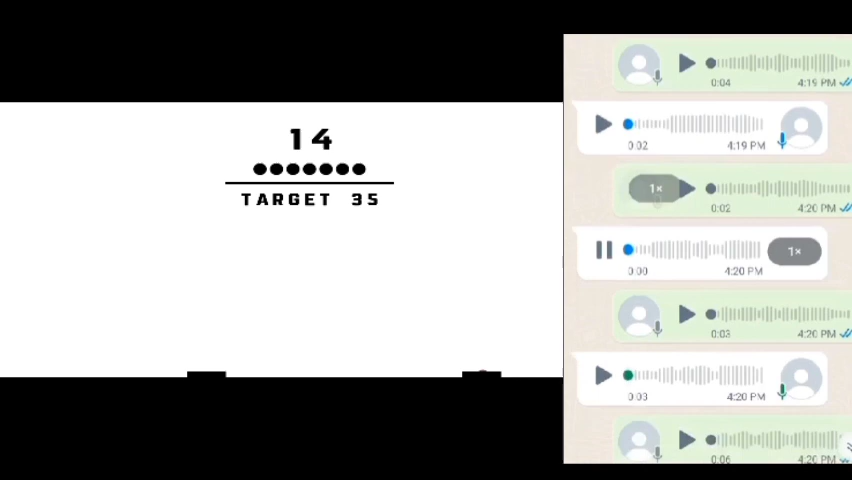 14
TARGET 35
0:04 4:19 PM
0:02 4:19 PM
1×
0:02 4:20 PM
1×
0:00 4:20 PM
0:03 4:20 PM
0:03 4:20 PM
0:06 4:20 PM